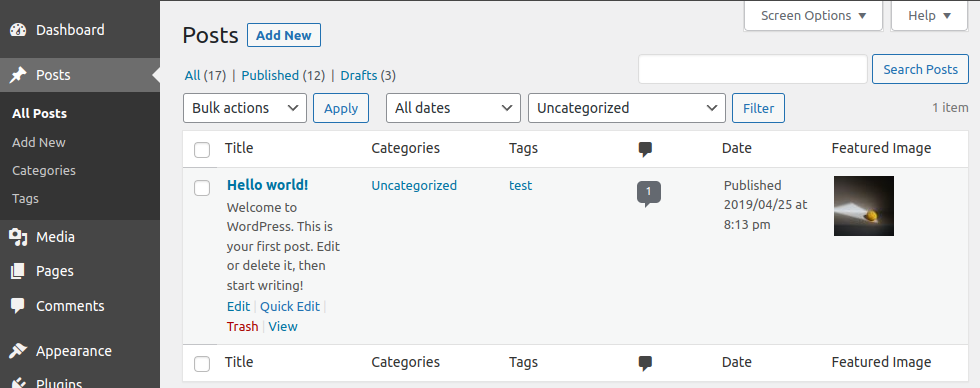 Dashboard
Posts
All Posts
Add New
Categories
Tags
Media
Pages
Comments
Appearance
Plugins
Screen Options
Help
Posts Add New
All (17) | Published (12) | Drafts (3)
Search Posts
Bulk actions Apply All dates Uncategorized Filter 1 item
Title Categories Tags Date Featured Image
Hello world! Uncategorized test 1 Published
2019/04/25 at
8:13 pm
Welcome to
WordPress. This is
your first post. Edit
or delete it, then
start writing!
Edit | Quick Edit |
Trash | View
Title Categories Tags Date Featured Image